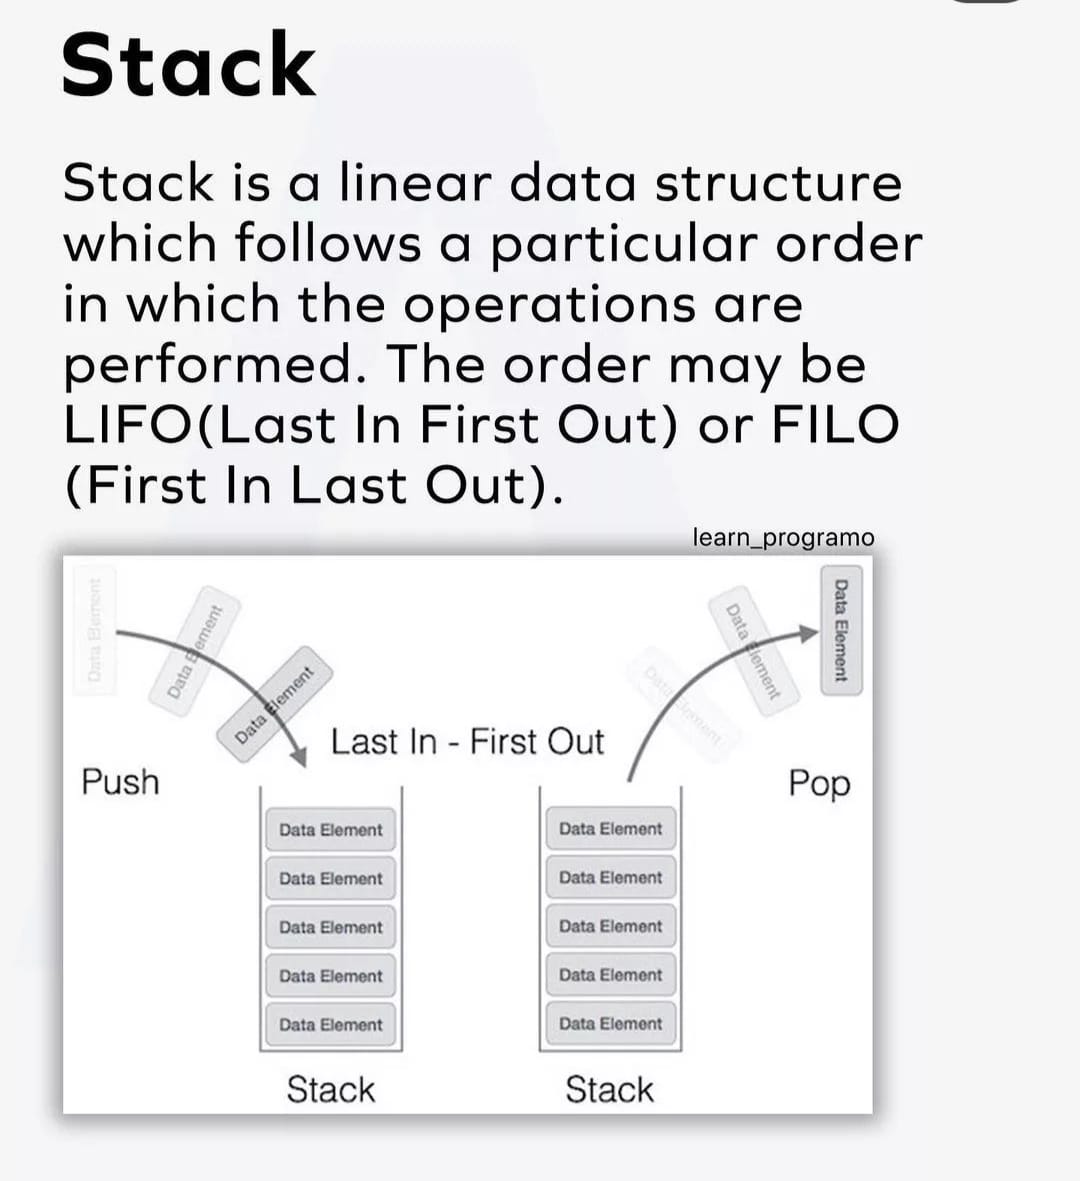 Stack
Stack is a linear data structure
which follows a particular order
in which the operations are
performed. The order may be
LIFO(Last In First Out) or FILO
(First In Last Out).
learn_programo
Data Element
Data Element
Data Element
Data Element
Data Element
Data Element
Last In - First Out
Push
Pop
Data Element
Data Element
Data Element
Data Element
Data Element
Data Element
Data Element
Data Element
Data Element
Data Element
Stack
Stack